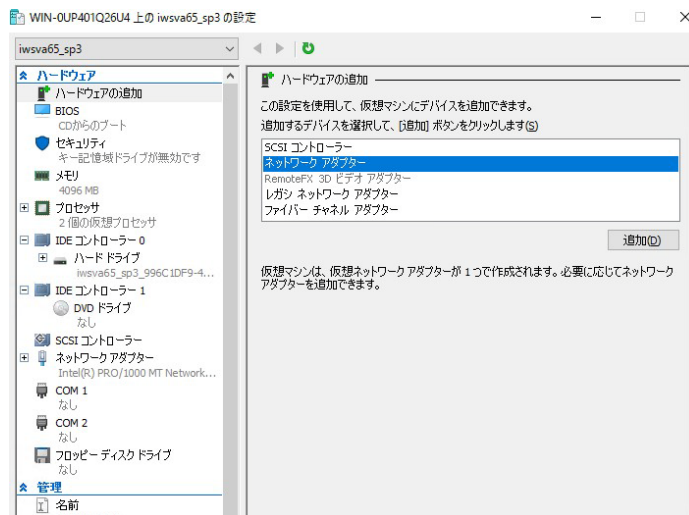 WIN-0UP401Q26U4 上の iwsva65_sp3 の設定
iwsva65_sp3
ハードウェア
ハードウェアの追加
BIOS
CDからのブート
セキュリティ
キー記憶域ドライブが無効です
メモリ
4096 MB
プロセッサ
2 個の仮想プロセッサ
IDE コントローラー 0
ハード ドライブ
iwsva65_sp3_996C1DF9-4...
IDE コントローラー 1
DVD ドライブ
なし
SCSI コントローラー
ネットワーク アダプター
Intel(R) PRO/1000 MT Network...
COM 1
なし
COM 2
なし
フロッピー ディスク ドライブ
なし
管理
名前
ハードウェアの追加
この設定を使用して、仮想マシンにデバイスを追加できます。
追加するデバイスを選択して、[追加] ボタンをクリックします(S)
SCSI コントローラー
ネットワーク アダプター
RemoteFX 3D ビデオ アダプター
レガシ ネットワーク アダプター
ファイバー チャネル アダプター
追加(D)
仮想マシンは、仮想ネットワーク アダプターが 1 つで作成されます。必要に応じてネットワーク
アダプターを追加できます。